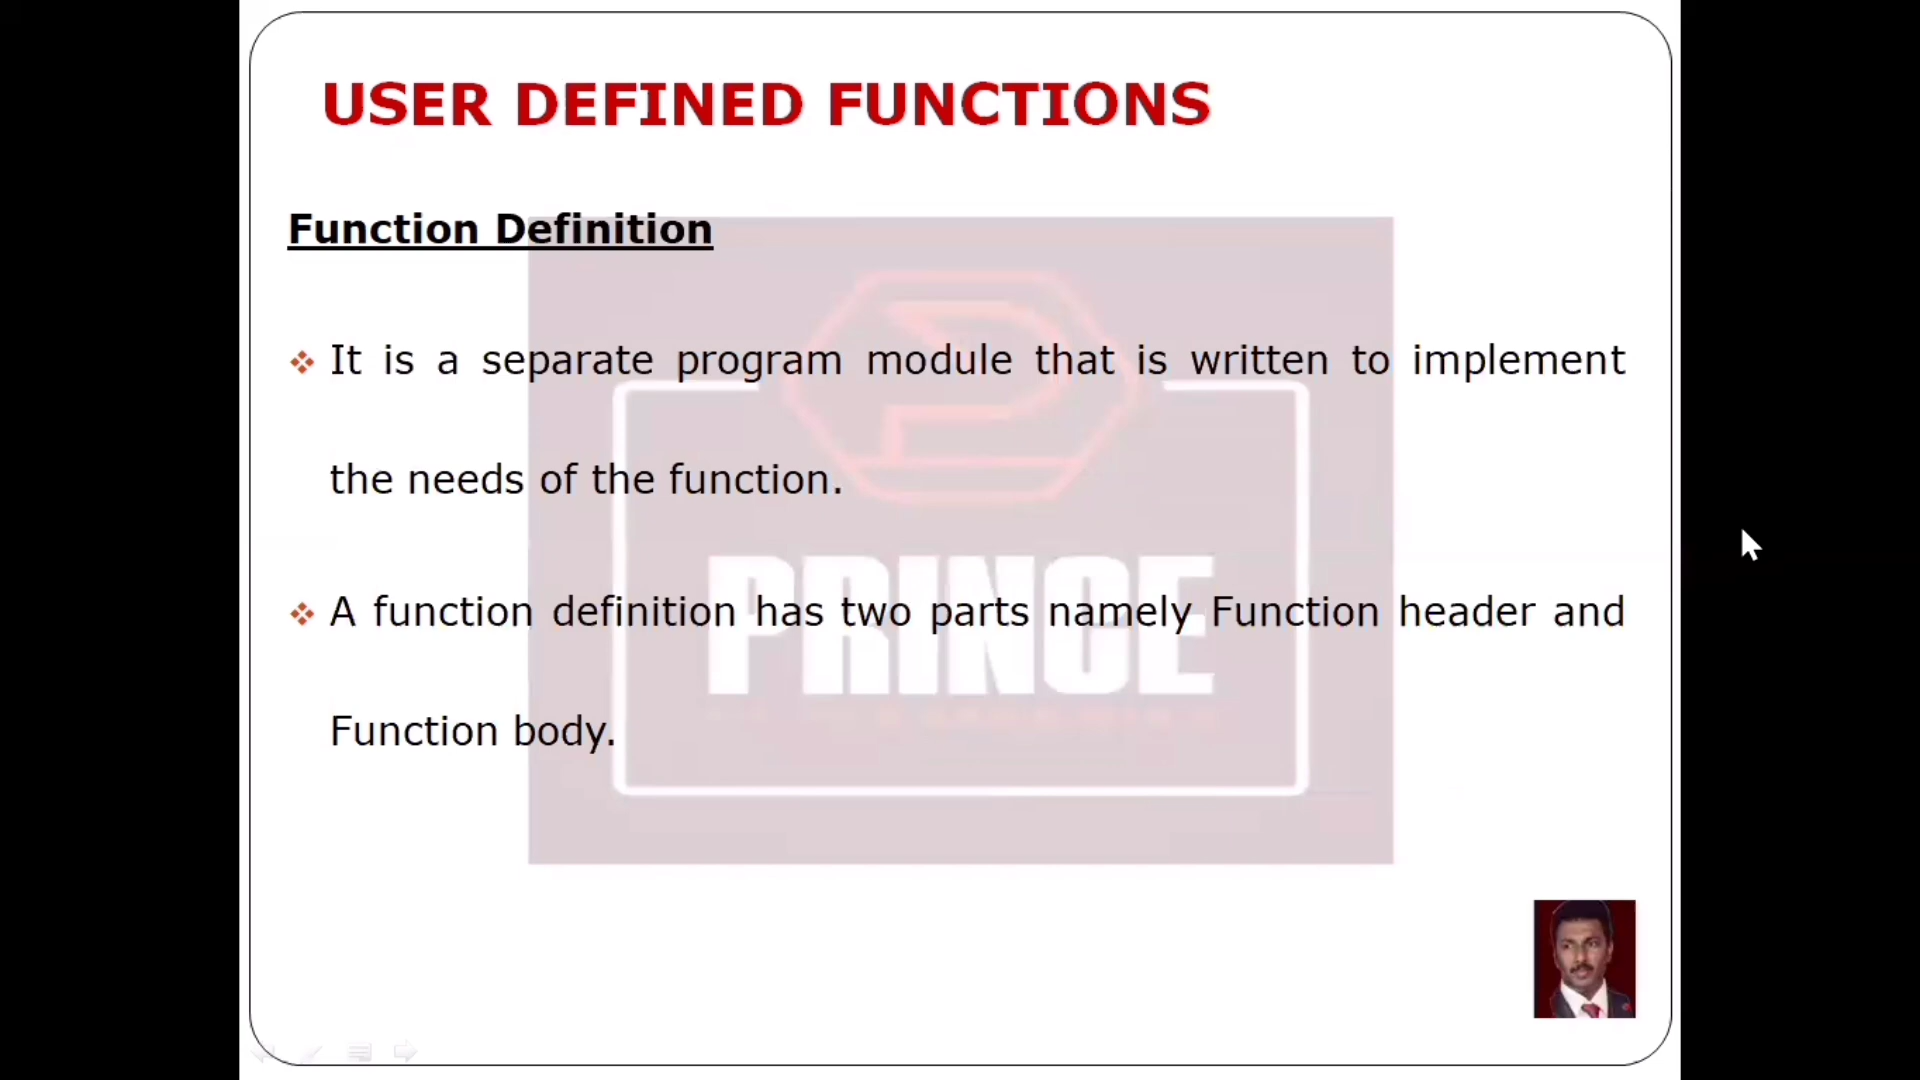 USER DEFINED FUNCTIONS
Function Definition
It is a separate program module that is written to implement
the needs of the function.
A function definition has two parts namely Function header and
Function body.
PRINCE